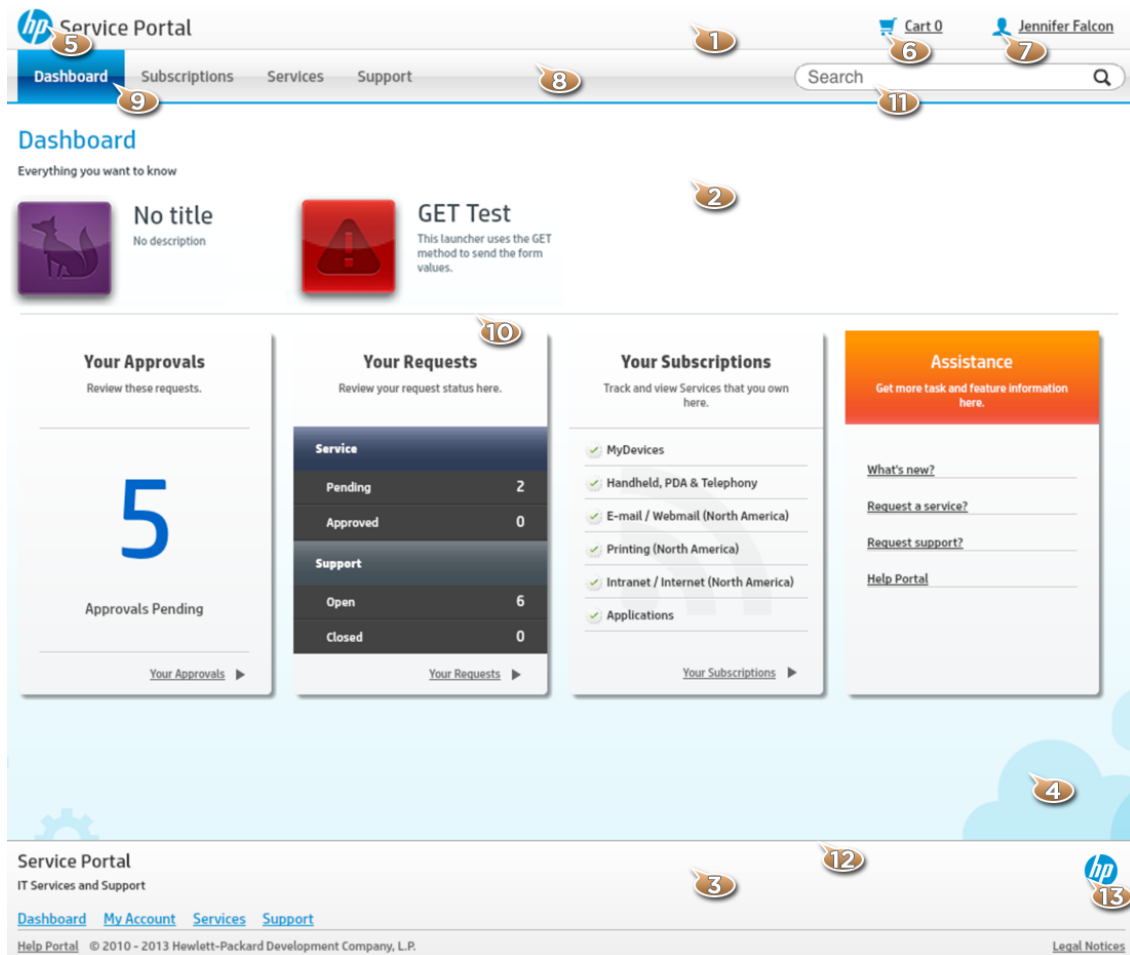 hp Service Portal
1
Cart 0
Jennifer Falcon
5
6
7
Dashboard
Subscriptions
Services
Support
8
Search
9
11
Dashboard
Everything you want to know
2
No title
No description
GET Test
This launcher uses the GET
method to send the form
values.
10
Your Approvals
Review these requests.
5
Approvals Pending
Your Approvals
Your Requests
Review your request status here.
Service
Pending 2
Approved 0
Support
Open 6
Closed 0
Your Requests
Your Subscriptions
Track and view Services that you own
here.
MyDevices
Handheld, PDA & Telephony
E-mail / Webmail (North America)
Printing (North America)
Intranet / Internet (North America)
Applications
Your Subscriptions
Assistance
Get more task and feature information
here.
What's new?
Request a service?
Request support?
Help Portal
4
Service Portal
12
hp
IT Services and Support
3
13
Dashboard My Account Services Support
Help Portal © 2010 - 2013 Hewlett-Packard Development Company, L.P.
Legal Notices